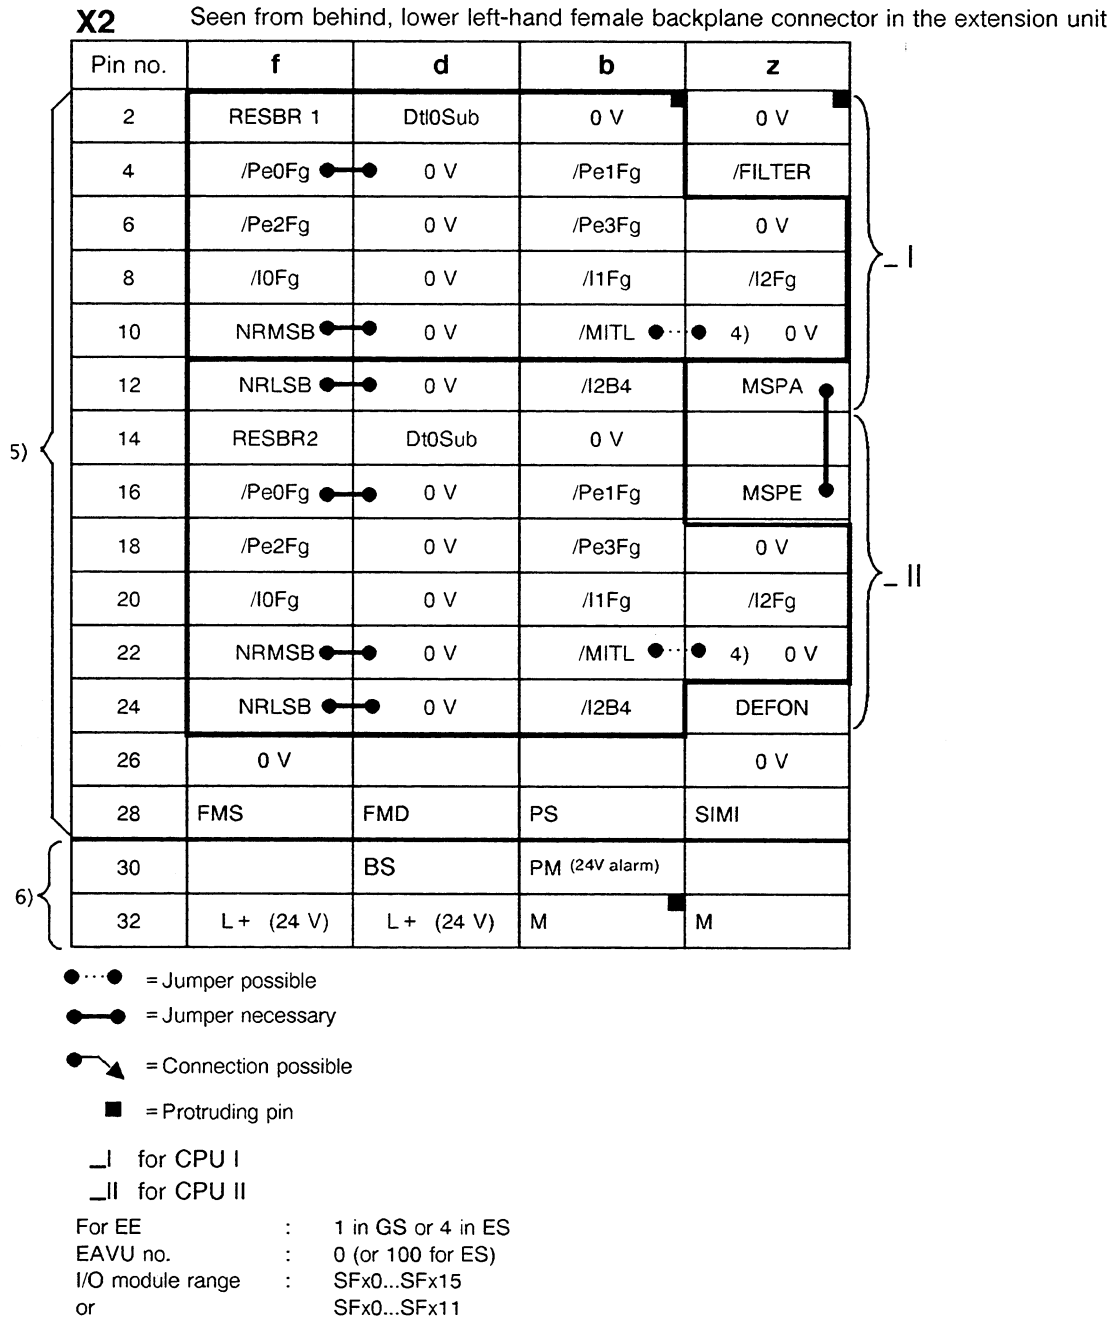 X2 Seen from behind, lower left-hand female backplane connector in the extension unit
Pin no. f d b z
2 RESBR 1 Dtl0Sub 0 V 0 V
4 /Pe0Fg 0 V /Pe1Fg /FILTER
6 /Pe2Fg 0 V /Pe3Fg 0 V
_ I
8 /I0Fg 0 V /I1Fg /I2Fg
10 NRMSB 0 V /MITL 4) 0 V
12 NRLSB 0 V /I2B4 MSPA
14 RESBR2 Dt0Sub 0 V
5)
16 /Pe0Fg 0 V /Pe1Fg MSPE
18 /Pe2Fg 0 V /Pe3Fg 0 V
_ II
20 /I0Fg 0 V /I1Fg /I2Fg
22 NRMSB 0 V /MITL 4) 0 V
24 NRLSB 0 V /I2B4 DEFON
26 0 V 0 V
28 FMS FMD PS SIMI
30 BS PM (24V alarm)
6)
32 L+ (24 V) L+ (24 V) M M
= Jumper possible
= Jumper necessary
= Connection possible
= Protruding pin
_I for CPU I
_II for CPU II
For EE : 1 in GS or 4 in ES
EAVU no. : 0 (or 100 for ES)
I/O module range : SFx0...SFx15
or SFx0...SFx11